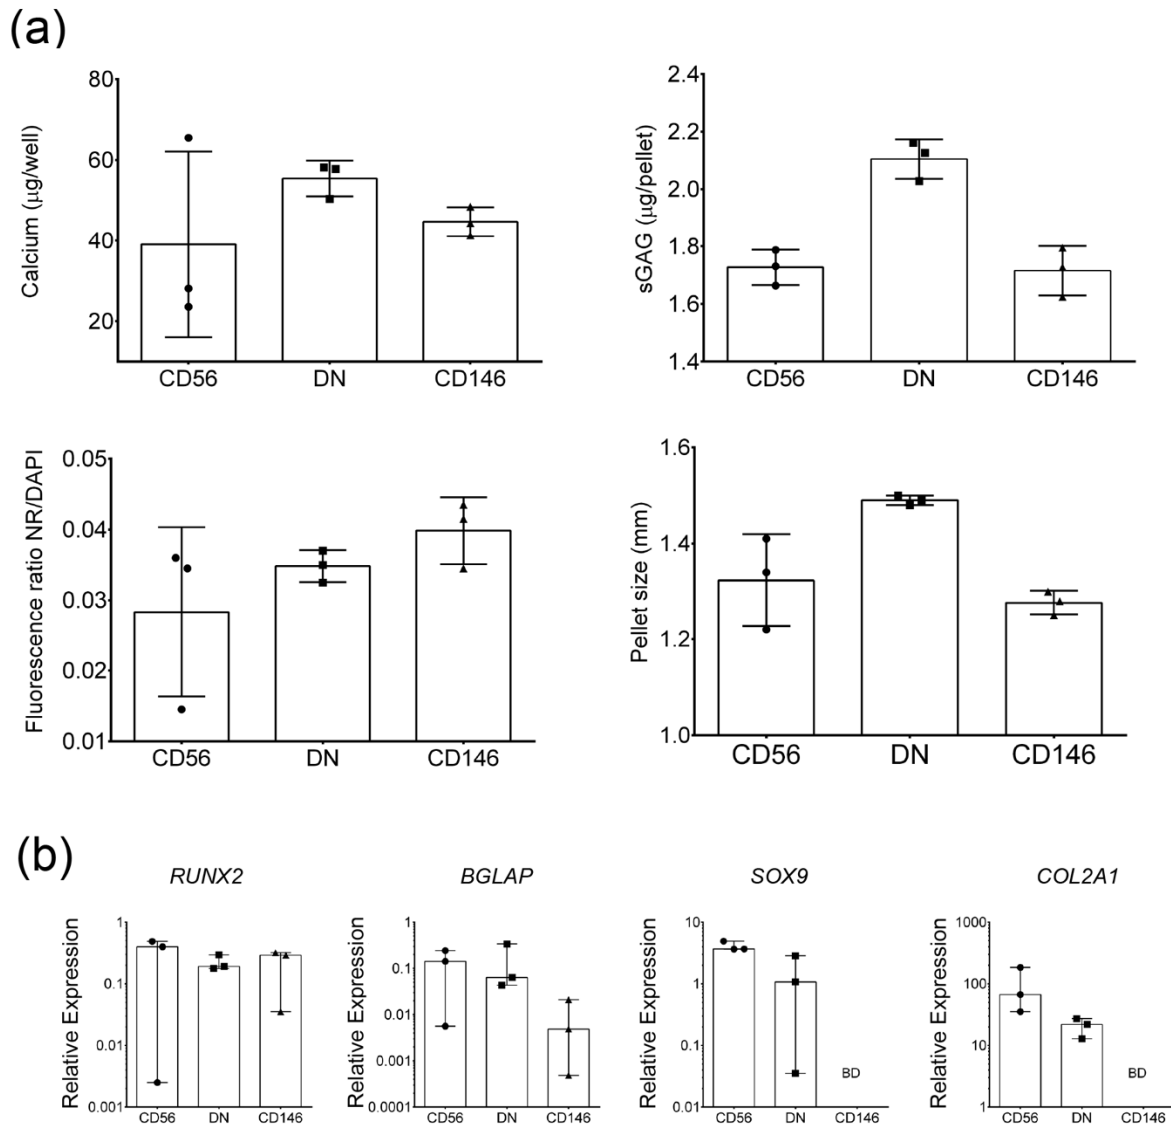 (a)
Calcium (µg/well)
80
60
40
20
CD56 DN CD146
sGAG (µg/pellet)
2.4
2.2
2.0
1.8
1.6
1.4
CD56 DN CD146
Fluorescence ratio NR/DAPI
0.05
0.04
0.03
0.02
0.01
CD56 DN CD146
Pellet size (mm)
1.6
1.4
1.2
1.0
CD56 DN CD146
(b)
RUNX2
Relative Expression
1
0.1
0.01
0.001
CD56 DN CD146
BGLAP
Relative Expression
1
0.1
0.01
0.001
0.0001
CD56 DN CD146
SOX9
Relative Expression
10
1
0.1
0.01
BD
CD56 DN CD146
COL2A1
Relative Expression
1000
100
10
1
BD
CD56 DN CD146